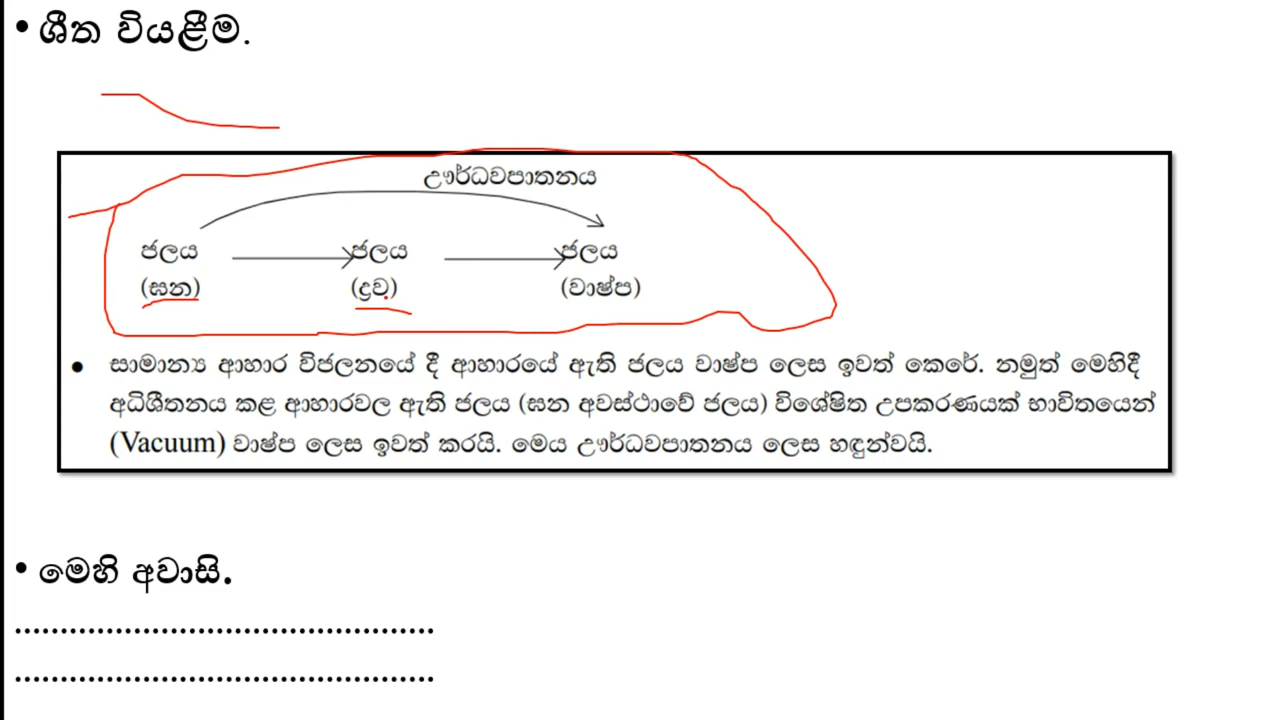 • ශීත වියළීම.
ඌර්ධවපාතනය
ජලය ජලය ජලය
(ඝන) (ද්‍රව) (වාෂ්ප)
• සාමාන්‍ය ආහාර විජලනයේ දී ආහාරයේ ඇති ජලය වාෂ්ප ලෙස ඉවත් කෙරේ. නමුත් මෙහිදී
අධිශීතනය කළ ආහාරවල ඇති ජලය (ඝන අවස්ථාවේ ජලය) විශේෂිත උපකරණයක් භාවිතයෙන්
(Vacuum) වාෂ්ප ලෙස ඉවත් කරයි. මෙය ඌර්ධවපාතනය ලෙස හඳුන්වයි.
• මෙහි අවාසි.
................................................
................................................